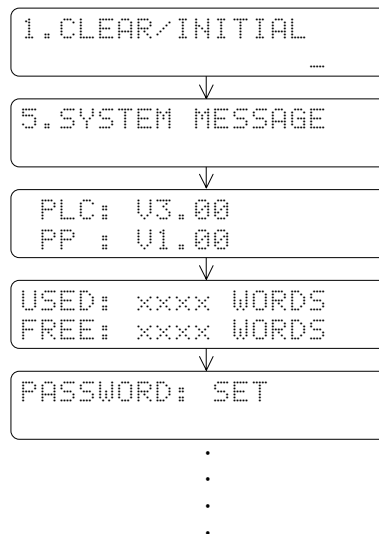 1.CLEAR/INITIAL
_
5.SYSTEM MESSAGE
PLC: V3.00
PP : V1.00
USED: xxxx WORDS
FREE: xxxx WORDS
PASSWORD: SET
.
.
.
.